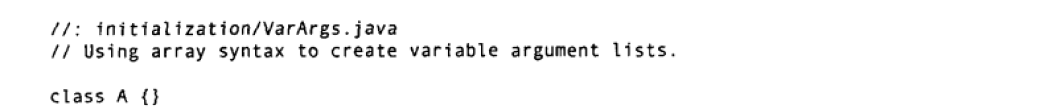 //: initialization/VarArgs.java
// Using array syntax to create variable argument lists.
class A {}